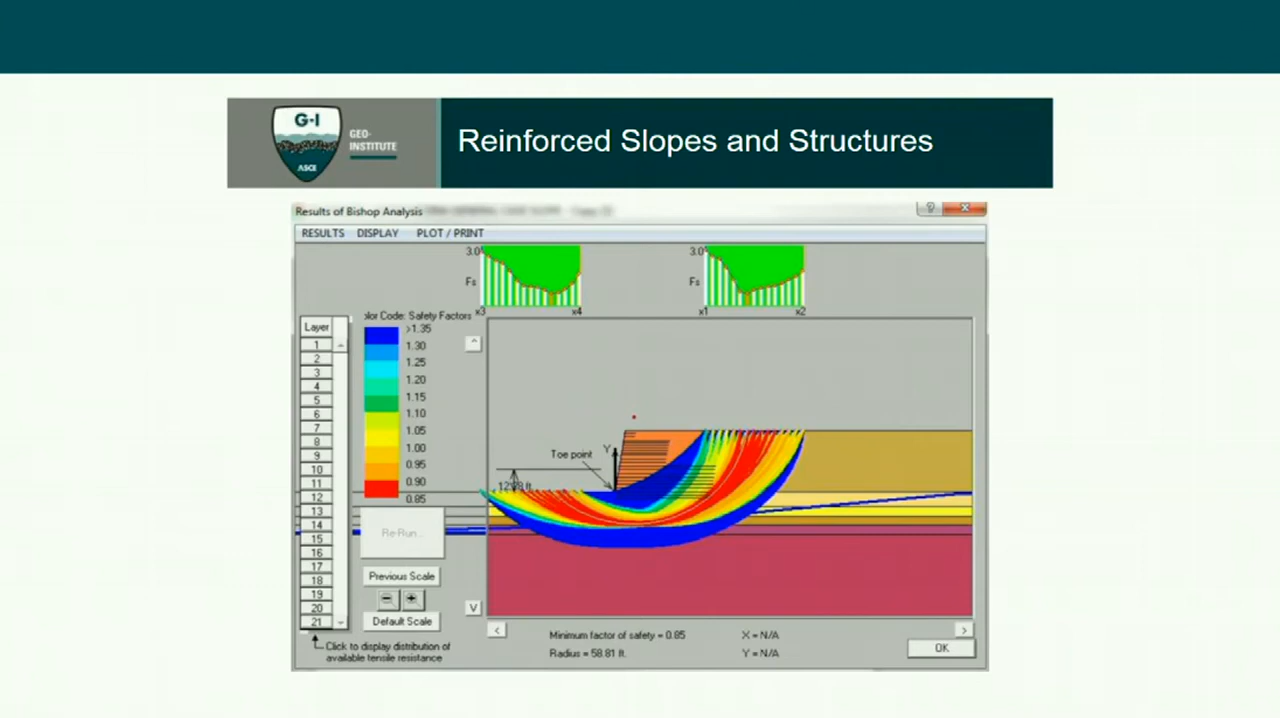 G-I
GEO-
INSTITUTE
ASCE
Reinforced Slopes and Structures
Results of Bishop Analysis
RESULTS DISPLAY PLOT / PRINT
3.0
Fs
x3 x4
3.0
Fs
x1 x2
olor Code: Safety Factors
Layer
1
2
3
4
5
6
7
8
9
10
11
12
13
14
15
16
17
18
19
20
21
>1.35
1.30
1.25
1.20
1.15
1.10
1.05
1.00
0.95
0.90
0.85
Toe point
Y
ft.
Re-Run...
Previous Scale
Default Scale
Click to display distribution of
available tensile resistance
V
< >
Minimum factor of safety = 0.85 X = N/A
Radius = 58.81 ft. Y = N/A
OK